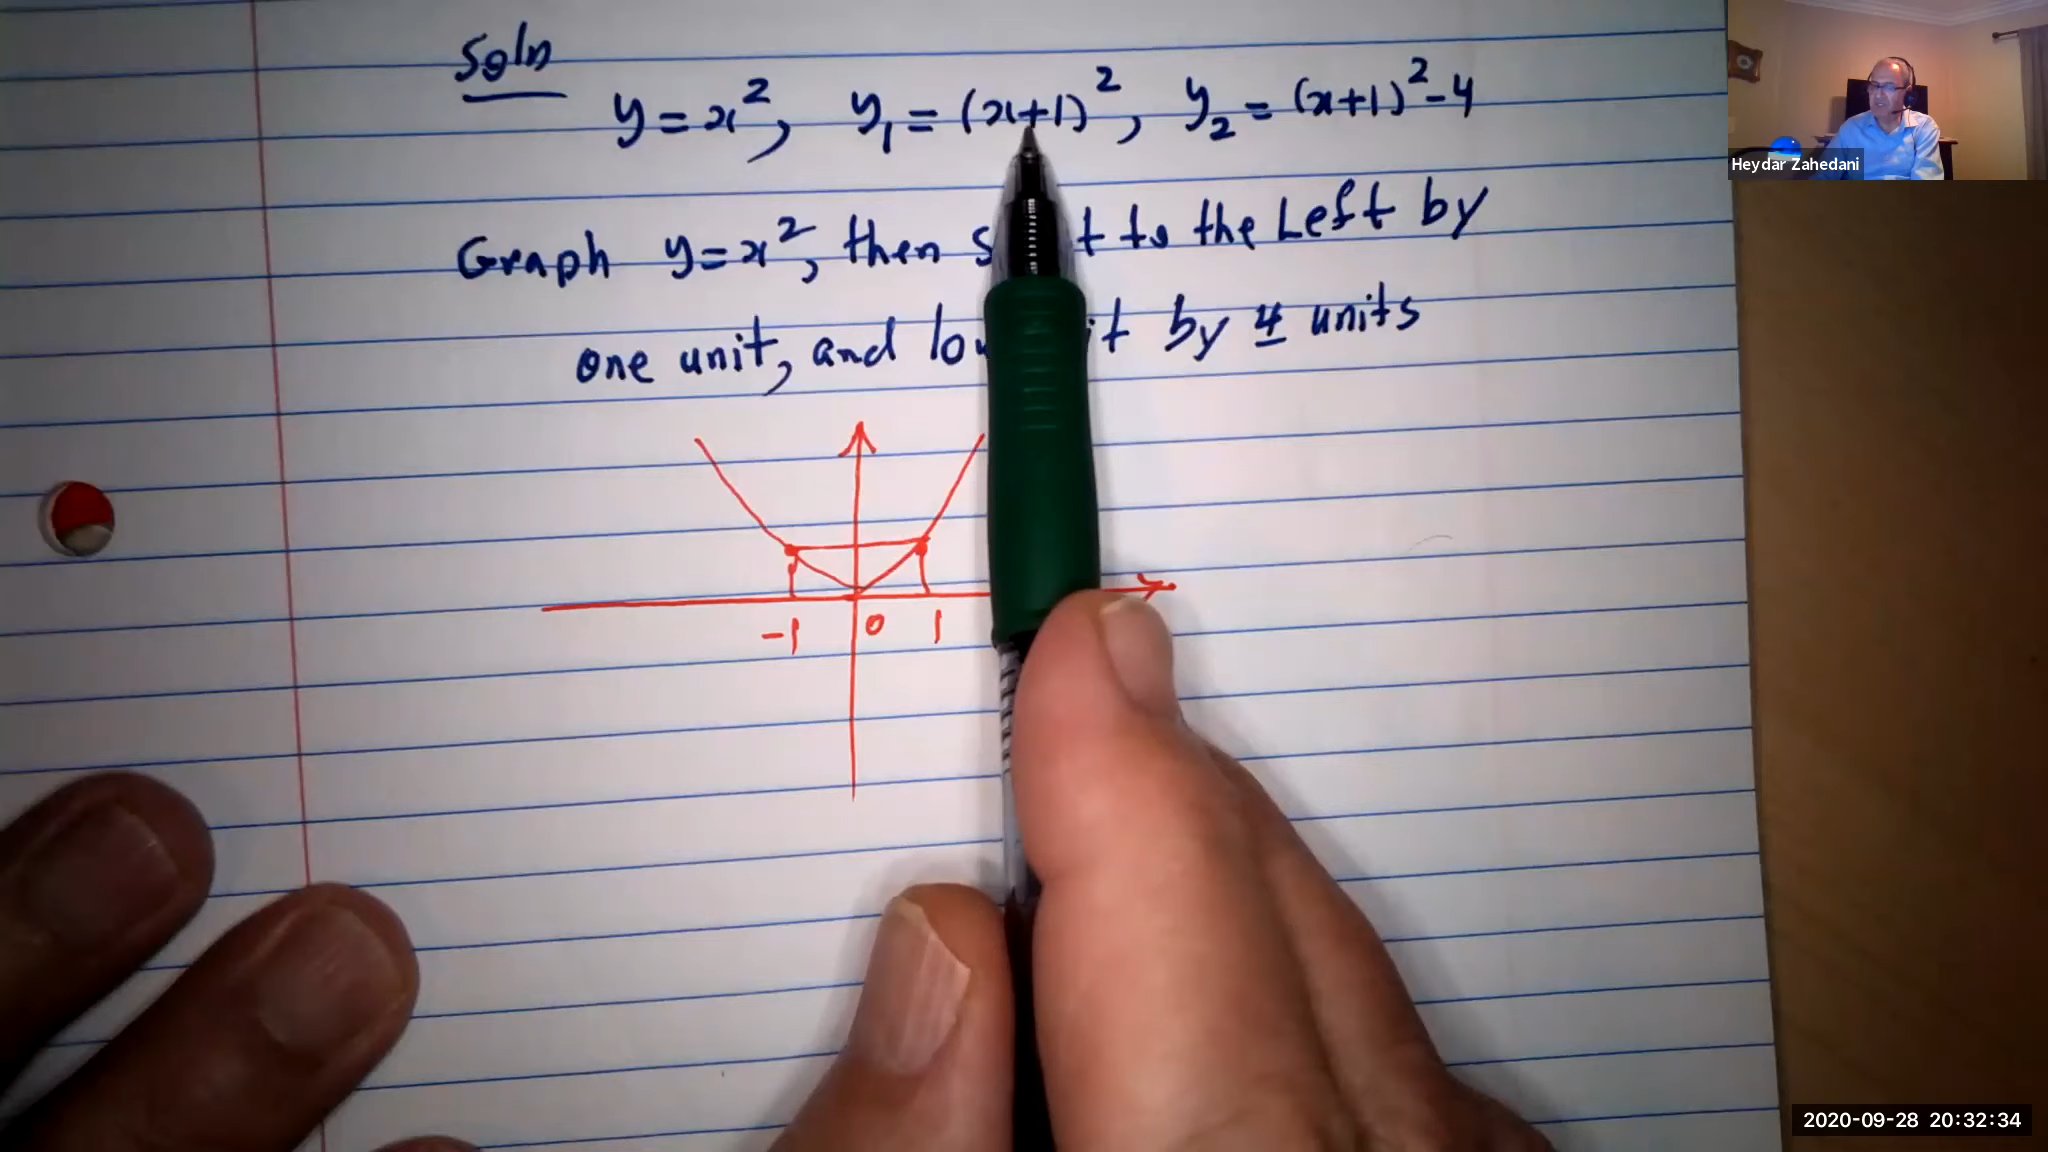 Soln
y = x², y₁ = (x+1)², y₂ = (x+1)²-4
Graph y=x², then to the Left by
one unit, and it by 4 units
-1 0 1
Heydar Zahedani
2020-09-28 20:32:34